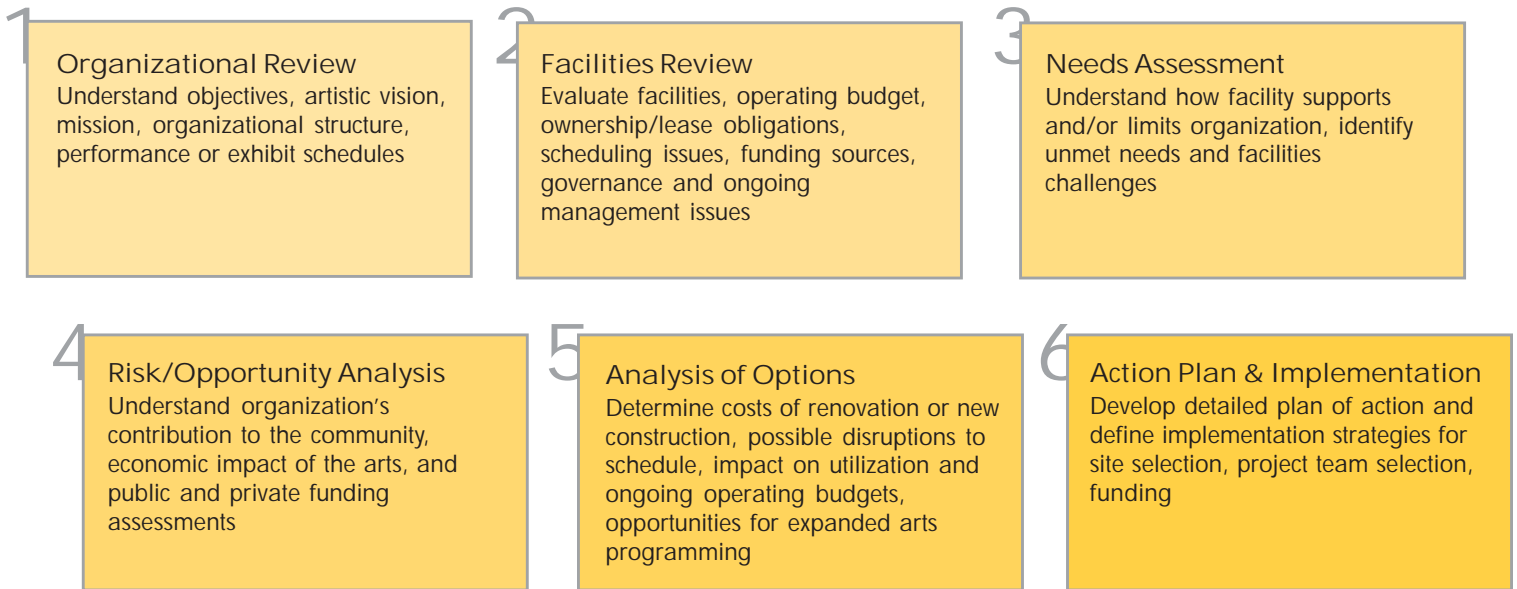 1
Organizational Review
Understand objectives, artistic vision,
mission, organizational structure,
performance or exhibit schedules
2
Facilities Review
Evaluate facilities, operating budget,
ownership/lease obligations,
scheduling issues, funding sources,
governance and ongoing
management issues
3
Needs Assessment
Understand how facility supports
and/or limits organization, identify
unmet needs and facilities
challenges
4
Risk/Opportunity Analysis
Understand organization's
contribution to the community,
economic impact of the arts, and
public and private funding
assessments
5
Analysis of Options
Determine costs of renovation or new
construction, possible disruptions to
schedule, impact on utilization and
ongoing operating budgets,
opportunities for expanded arts
programming
6
Action Plan & Implementation
Develop detailed plan of action and
define implementation strategies for
site selection, project team selection,
funding